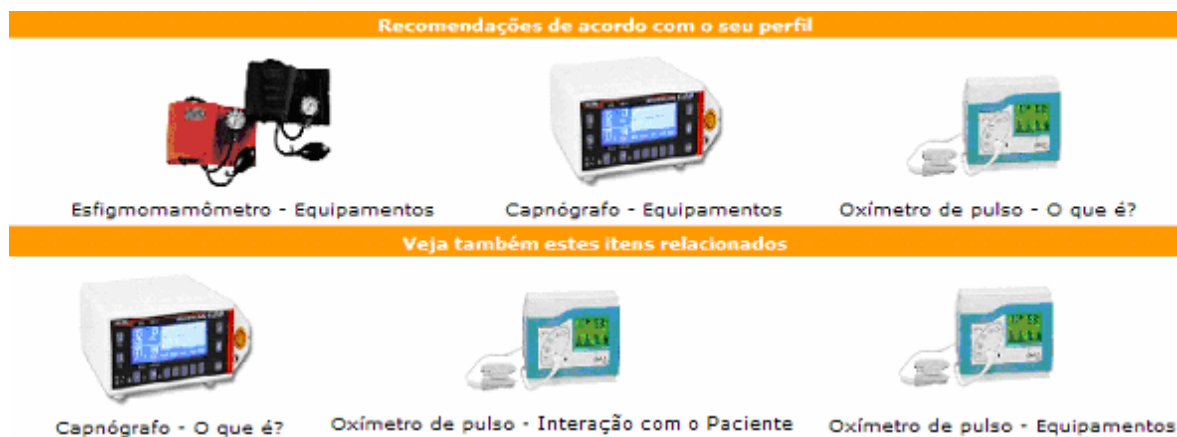 Recomendações de acordo com o seu perfil
Esfigmomamômetro - Equipamentos
Capnógrafo - Equipamentos
Oxímetro de pulso - O que é?
Veja também estes itens relacionados
Capnógrafo - O que é?
Oxímetro de pulso - Interação com o Paciente
Oxímetro de pulso - Equipamentos